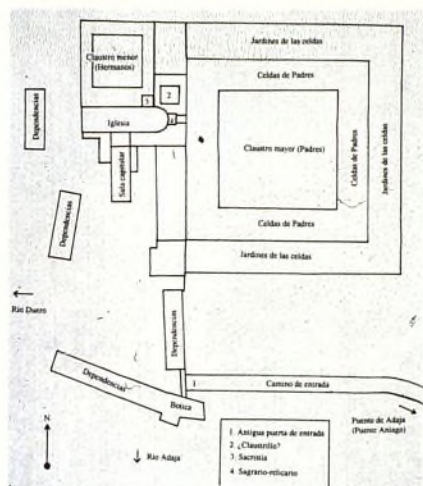 Jardines de las celdas
Claustro menor
(Hermanos)
Celdas de Padres
2
3
4
Iglesia
Dependencias
Claustro mayor (Padres)
Celdas de Padres
Jardines de las celdas
Sala capitular
Dependencias
Celdas de Padres
Jardines de las celdas
Río Duero
Dependencias
Dependencias
1
Camino de entrada
Botica
Puente de Adaja
(Puente Aniago)
N
Río Adaja
1. Antigua puerta de entrada
2. ¿Claustrillo?
3. Sacristía
4. Sagrario-relicario